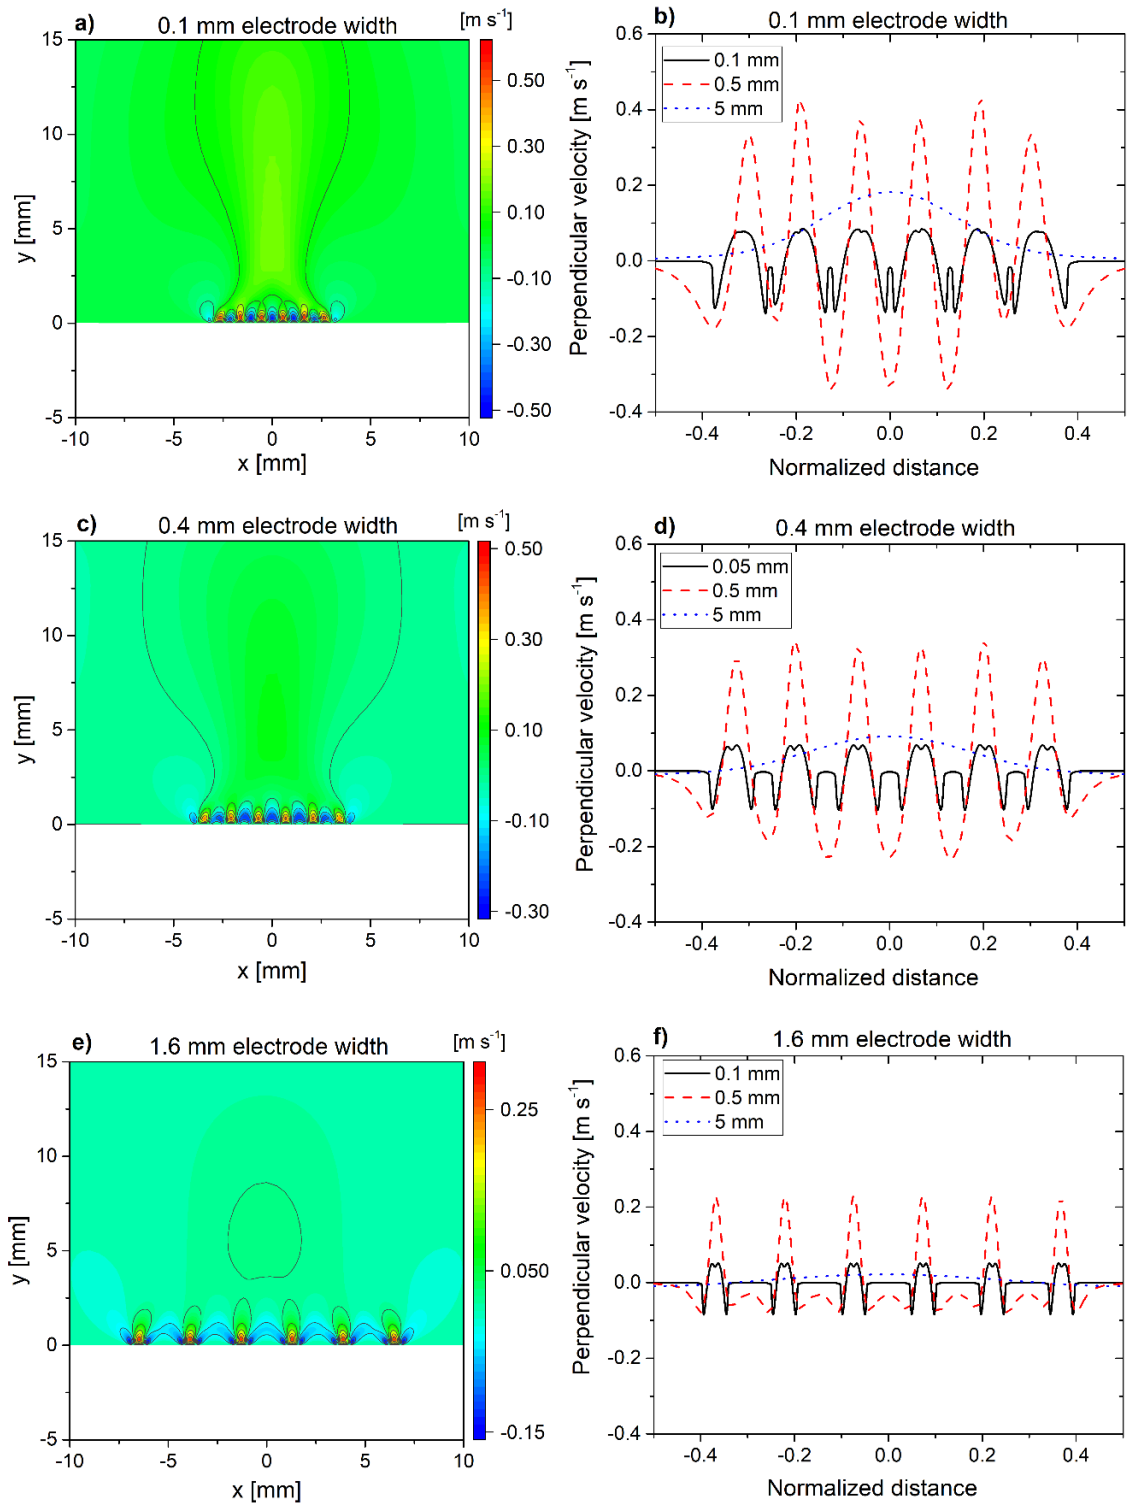 a) 0.1 mm electrode width [m s⁻¹]
15
10
5
0
-5
y [mm]
-10 -5 0 5 10
x [mm]
0.50
0.30
0.10
-0.10
-0.30
-0.50
b) 0.1 mm electrode width
0.6
0.4
0.2
0.0
-0.2
-0.4
Perpendicular velocity [m s⁻¹]
0.1 mm
0.5 mm
5 mm
-0.4 -0.2 0.0 0.2 0.4
Normalized distance
c) 0.4 mm electrode width [m s⁻¹]
15
10
5
0
-5
y [mm]
-10 -5 0 5 10
x [mm]
0.50
0.30
0.10
-0.10
-0.30
d) 0.4 mm electrode width
0.6
0.4
0.2
0.0
-0.2
-0.4
Perpendicular velocity [m s⁻¹]
0.05 mm
0.5 mm
5 mm
-0.4 -0.2 0.0 0.2 0.4
Normalized distance
e) 1.6 mm electrode width [m s⁻¹]
15
10
5
0
-5
y [mm]
-10 -5 0 5 10
x [mm]
0.25
0.050
-0.15
f) 1.6 mm electrode width
0.6
0.4
0.2
0.0
-0.2
-0.4
Perpendicular velocity [m s⁻¹]
0.1 mm
0.5 mm
5 mm
-0.4 -0.2 0.0 0.2 0.4
Normalized distance